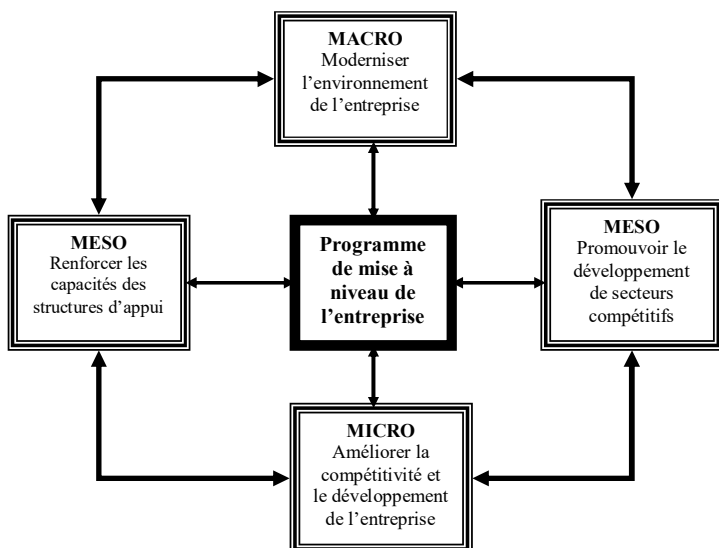 MACRO
Moderniser
l’environnement
de l’entreprise
MESO
Renforcer les
capacités des
structures d’appui
Programme
de mise à
niveau de
l’entreprise
MESO
Promouvoir le
développement
de secteurs
compétitifs
MICRO
Améliorer la
compétitivité et
le développement
de l’entreprise